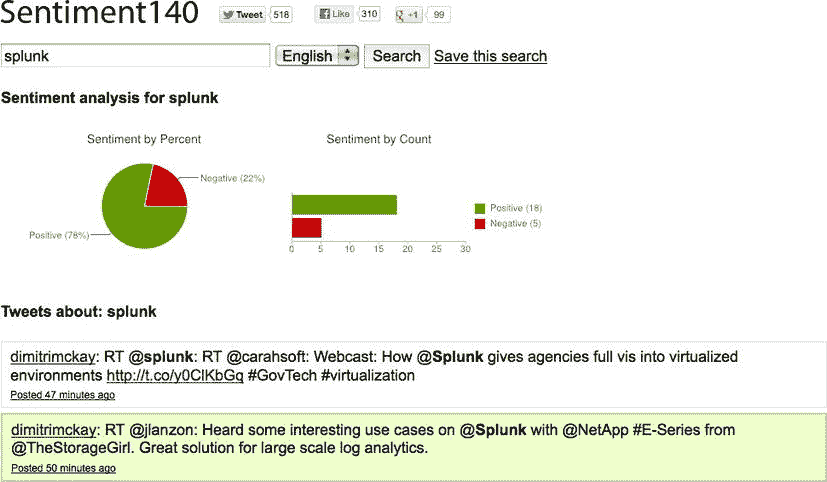 Sentiment140 Tweet 518 Like 310 +1 99
splunk English Search Save this search
Sentiment analysis for splunk
Sentiment by Percent Sentiment by Count
Negative (22%)
Positive (78%)
Positive (18)
Negative (5)
0 5 10 15 20 25 30
Tweets about: splunk
dimitrimckay: RT @splunk: RT @carahsoft: Webcast: How @Splunk gives agencies full vis into virtualized
environments http://t.co/y0ClKbGq #GovTech #virtualization
Posted 47 minutes ago
dimitrimckay: RT @jlanzon: Heard some interesting use cases on @Splunk with @NetApp #E-Series from
@TheStorageGirl. Great solution for large scale log analytics.
Posted 50 minutes ago